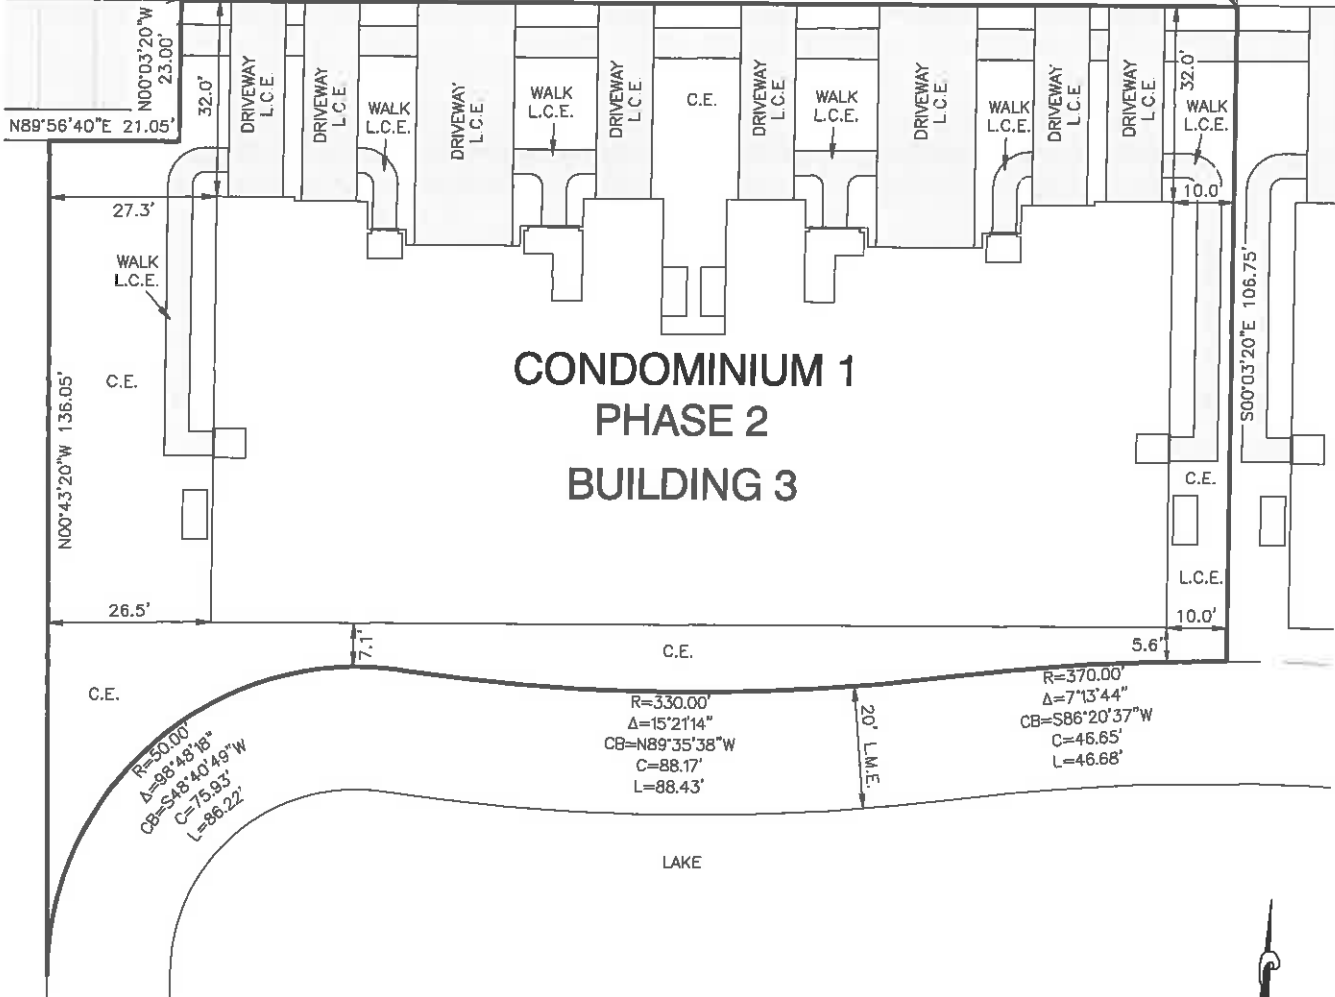 N00°03'20"W
23.00'
N89°56'40"E 21.05'
32.0'
DRIVEWAY
L.C.E.
DRIVEWAY
L.C.E.
WALK
L.C.E.
DRIVEWAY
L.C.E.
WALK
L.C.E.
DRIVEWAY
L.C.E.
C.E.
DRIVEWAY
L.C.E.
WALK
L.C.E.
DRIVEWAY
L.C.E.
WALK
L.C.E.
DRIVEWAY
L.C.E.
DRIVEWAY
L.C.E.
32.0'
WALK
L.C.E.
27.3'
10.0'
WALK
L.C.E.
S00°03'20"E 106.75'
C.E.
N00°43'20"W 136.05'
CONDOMINIUM 1
PHASE 2
BUILDING 3
C.E.
L.C.E.
26.5'
10.0'
7.1'
C.E.
5.6'
C.E.
R=50.00'
Δ=98°48'18"
CB=S48°40'49"W
C=75.93'
L=86.22'
R=330.00'
Δ=15°21'14"
CB=N89°35'38"W
C=88.17'
L=88.43'
20' L.M.E.
R=370.00'
Δ=7°13'44"
CB=S86°20'37"W
C=46.65'
L=46.68'
LAKE